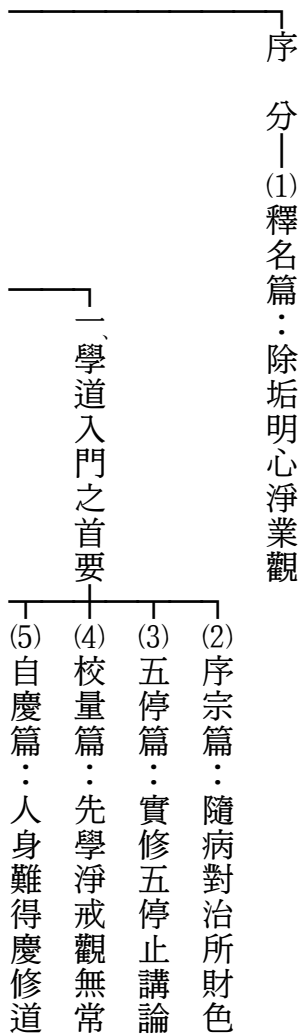 序 分—⑴釋名篇：除垢明心淨業觀
一、學道入門之首要
⑵序宗篇：隨病對治所財色
⑶五停篇：實修五停止講論
⑷校量篇：先學淨戒觀無常
⑸自慶篇：人身難得慶修道